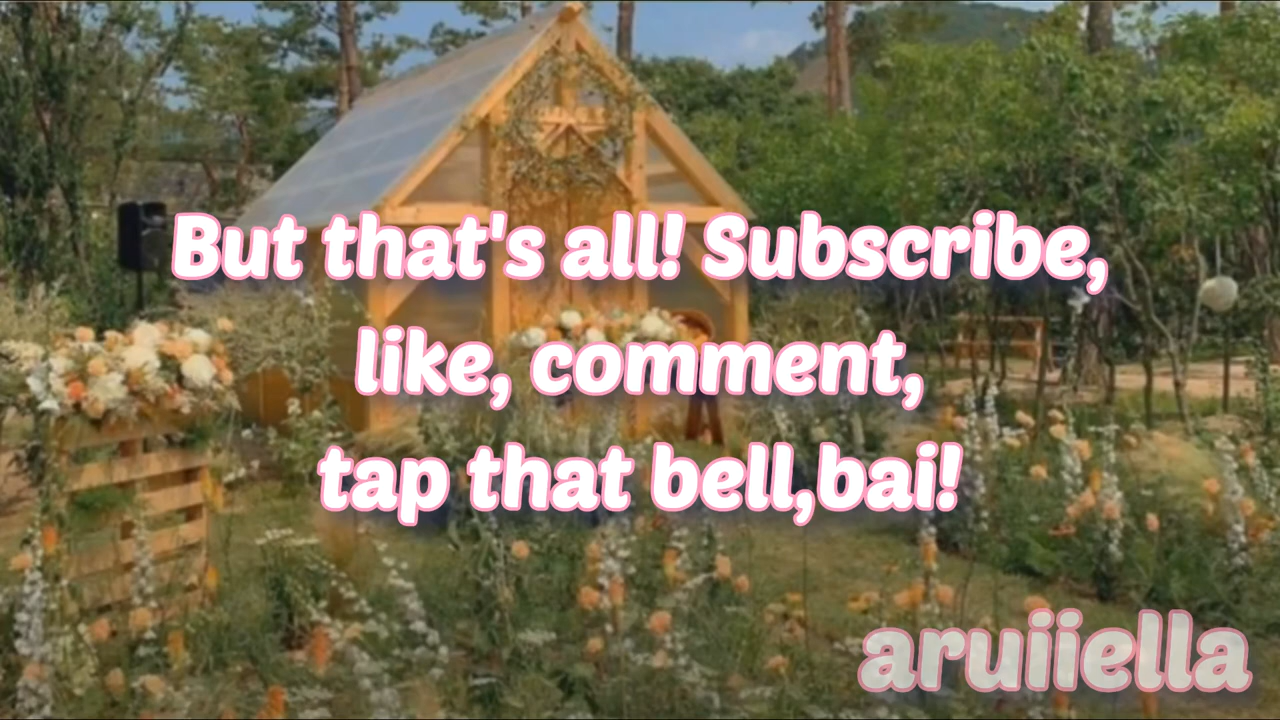 But that's all! Subscribe,
like, comment,
tap that bell,bai!
aruiiella